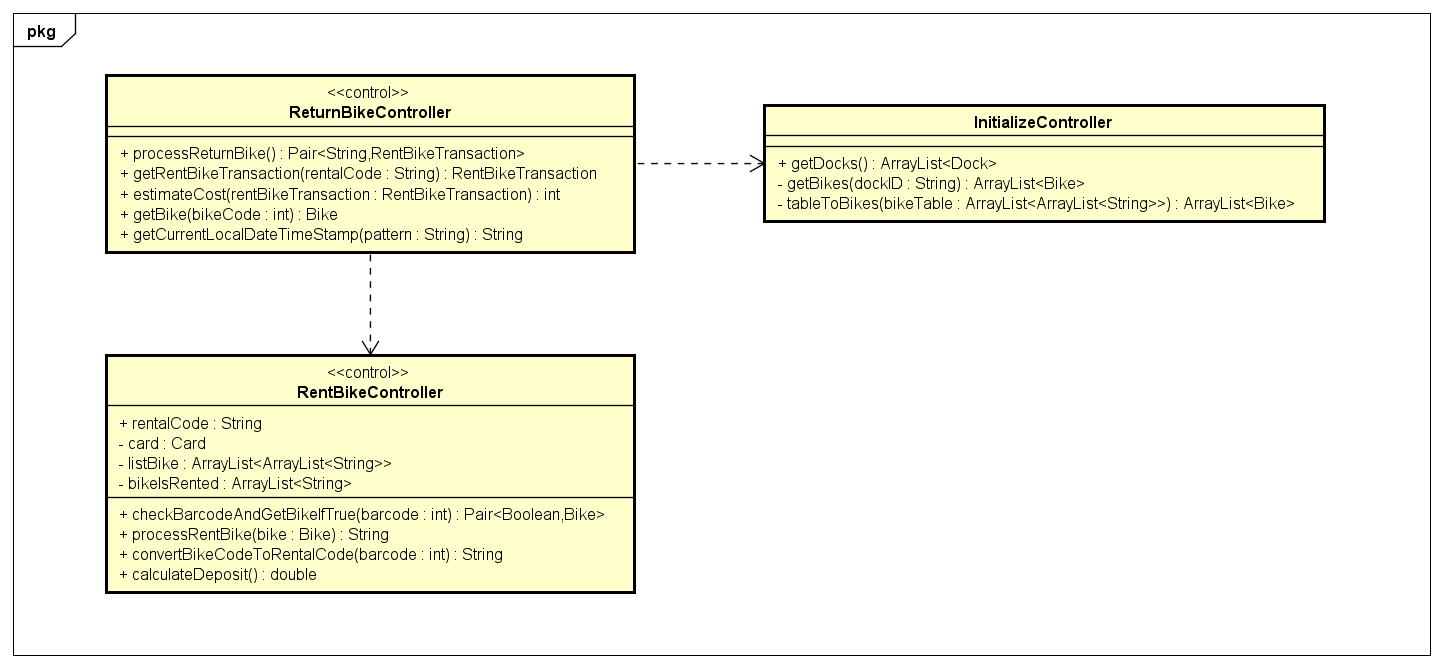 pkg
<<control>>
ReturnBikeController
+ processReturnBike() : Pair<String,RentBikeTransaction>
+ getRentBikeTransaction(rentalCode : String) : RentBikeTransaction
+ estimateCost(rentBikeTransaction : RentBikeTransaction) : int
+ getBike(bikeCode : int) : Bike
+ getCurrentLocalDateTimeStamp(pattern : String) : String
InitializeController
+ getDocks() : ArrayList<Dock>
- getBikes(dockID : String) : ArrayList<Bike>
- tableToBikes(bikeTable : ArrayList<ArrayList<String>>) : ArrayList<Bike>
<<control>>
RentBikeController
+ rentalCode : String
- card : Card
- listBike : ArrayList<ArrayList<String>>
- bikeIsRented : ArrayList<String>
+ checkBarcodeAndGetBikeIfTrue(barcode : int) : Pair<Boolean,Bike>
+ processRentBike(bike : Bike) : String
+ convertBikeCodeToRentalCode(barcode : int) : String
+ calculateDeposit() : double